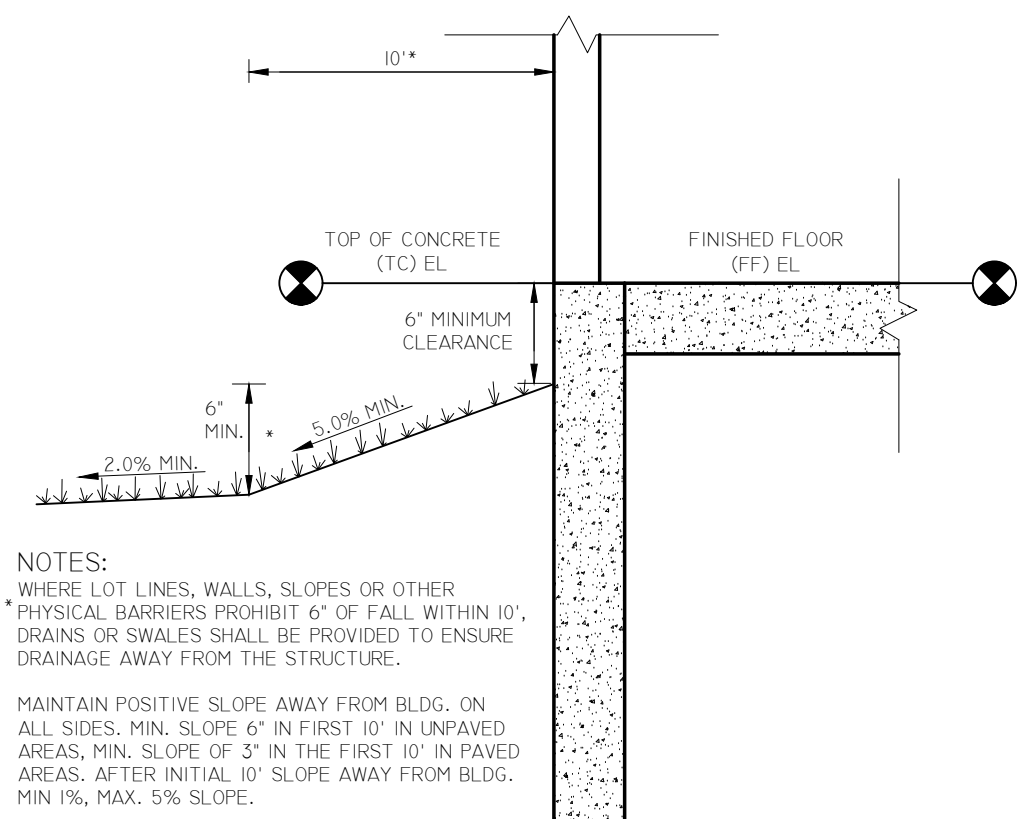 10'*
TOP OF CONCRETE
(TC) EL
FINISHED FLOOR
(FF) EL
6" MINIMUM
CLEARANCE
6"
MIN. *
5.0% MIN.
2.0% MIN.
NOTES:
WHERE LOT LINES, WALLS, SLOPES OR OTHER
* PHYSICAL BARRIERS PROHIBIT 6" OF FALL WITHIN 10',
DRAINS OR SWALES SHALL BE PROVIDED TO ENSURE
DRAINAGE AWAY FROM THE STRUCTURE.
MAINTAIN POSITIVE SLOPE AWAY FROM BLDG. ON
ALL SIDES. MIN. SLOPE 6" IN FIRST 10' IN UNPAVED
AREAS, MIN. SLOPE OF 3" IN THE FIRST 10' IN PAVED
AREAS. AFTER INITIAL 10' SLOPE AWAY FROM BLDG.
MIN 1%, MAX. 5% SLOPE.